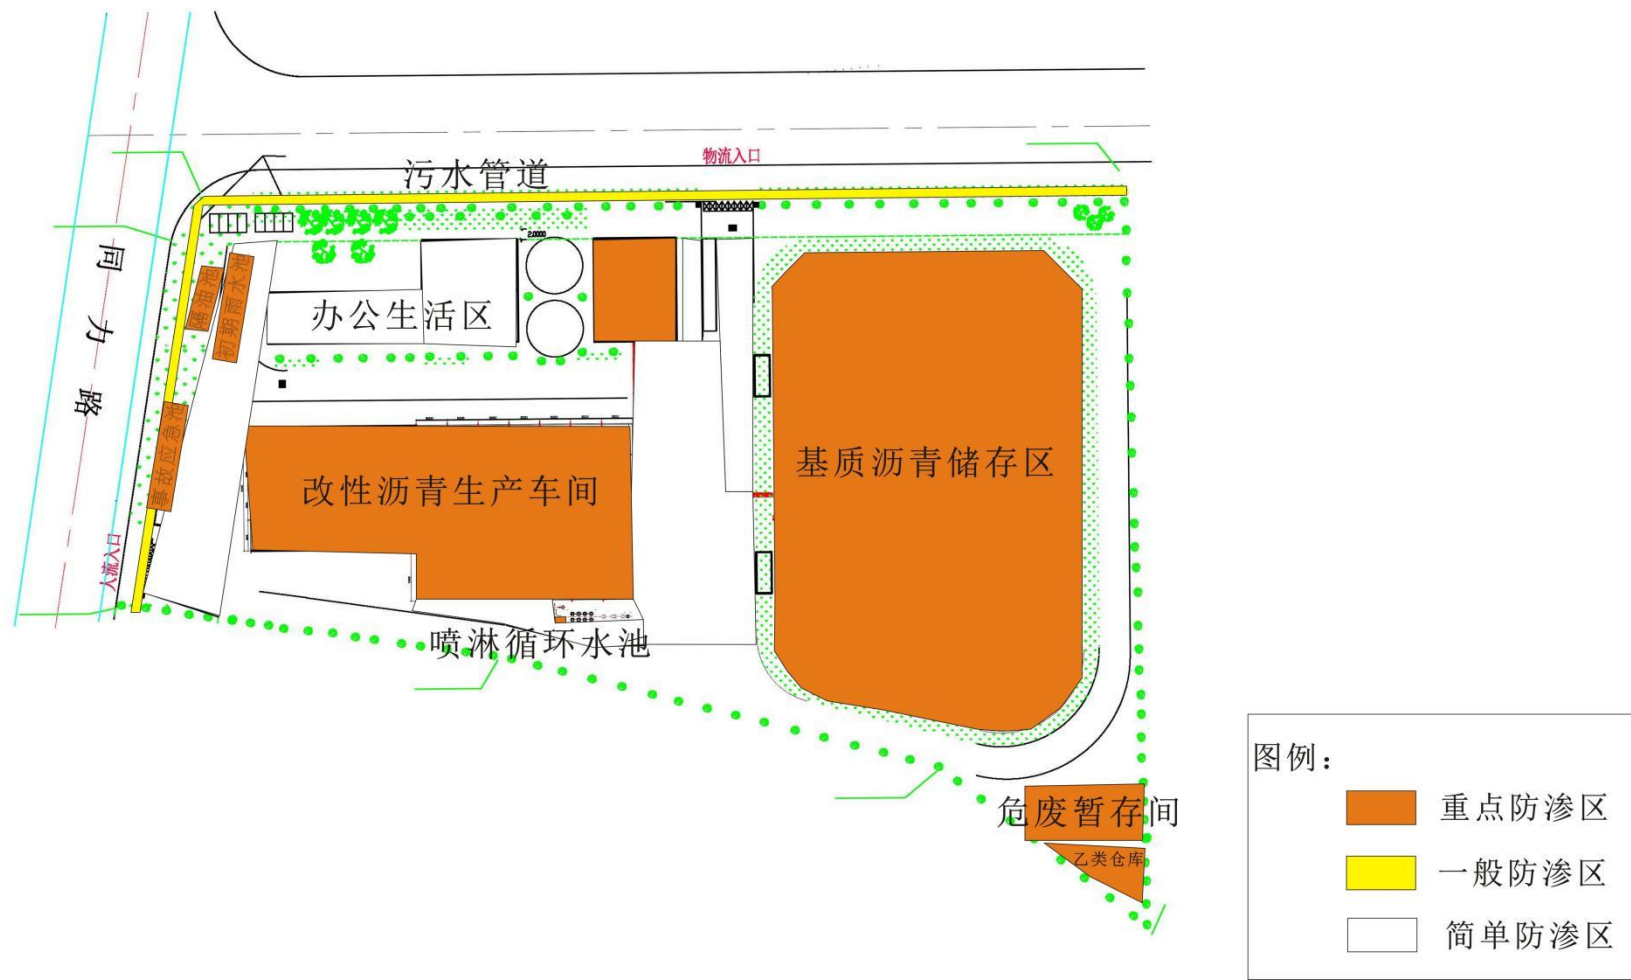 物流入口
污水管道
同力路
隔油池
初期雨水池
2.0000
办公生活区
事故应急池
改性沥青生产车间
基质沥青储存区
人流入口
喷淋循环水池
危废暂存间
乙类仓库
图例：
重点防渗区
一般防渗区
简单防渗区